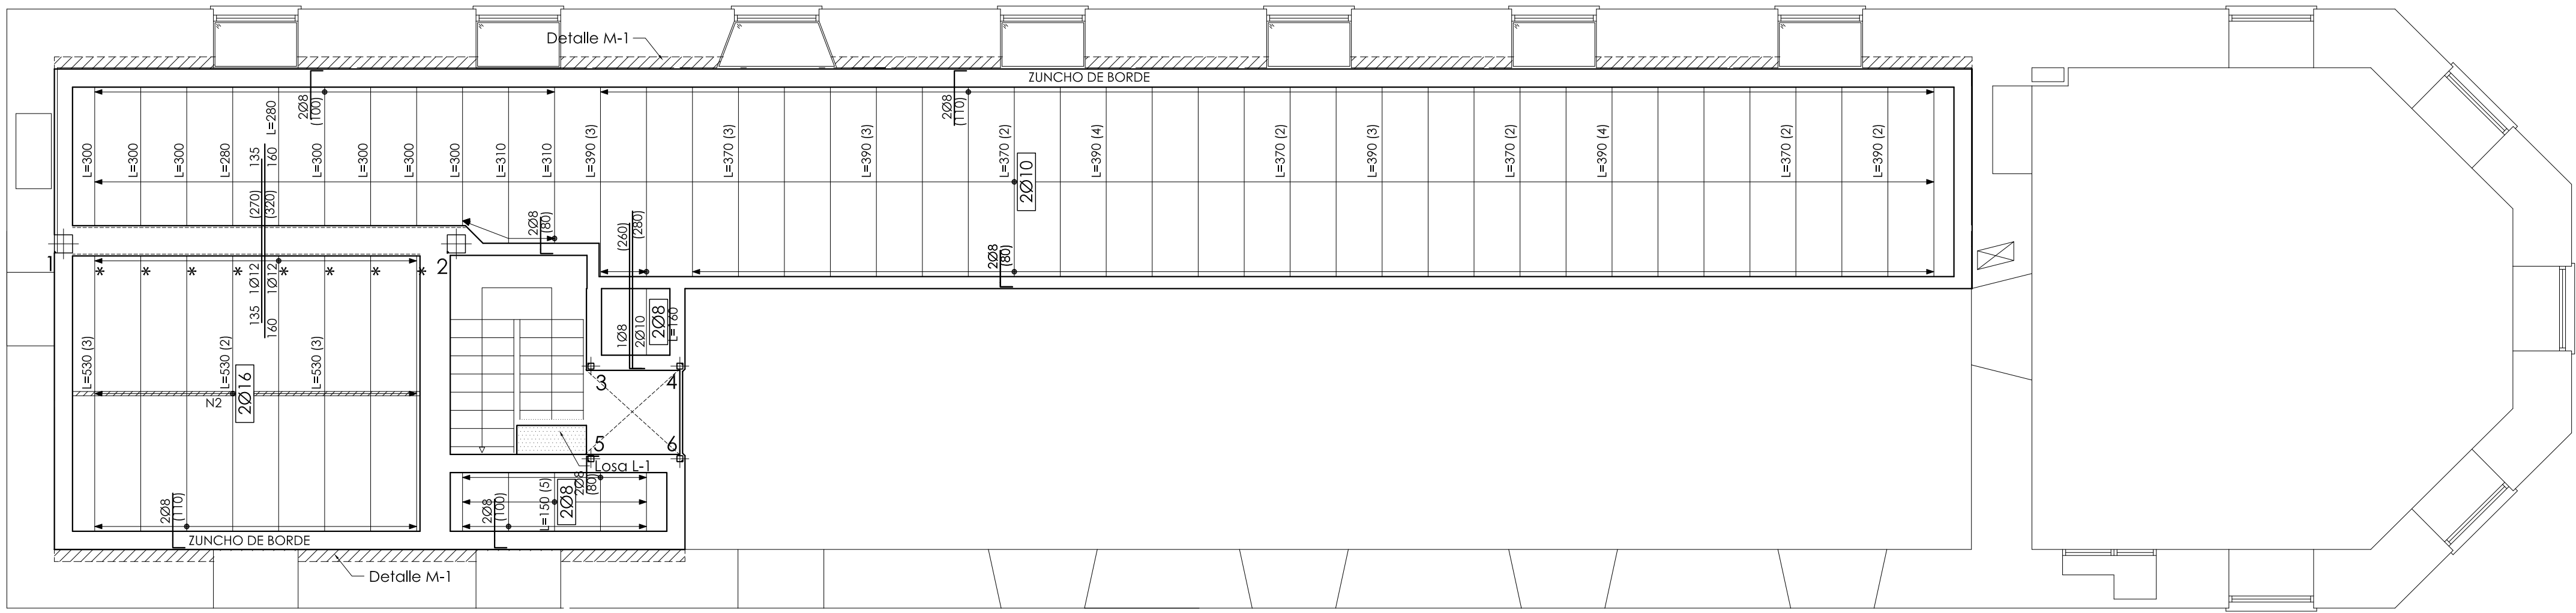 Detalle M-1
ZUNCHO DE BORDE
2Ø8
(100)
2Ø8
(110)
L=300
L=300
L=300
L=280
135
160
L=280
L=300
L=300
L=300
L=300
L=310
L=310
L=390 (3)
L=370 (3)
L=390 (3)
L=370 (2)
L=390 (4)
L=370 (2)
L=390 (3)
L=370 (2)
L=390 (4)
L=370 (2)
L=390 (2)
2Ø10
(270)
(320)
2Ø8
(80)
(260)
(280)
2Ø8
(80)
1
2
* * * * * * * *
135
1Ø12
160
1Ø12
1Ø8
2Ø10
2Ø8
L=160
L=530 (3)
L=530 (2)
L=530 (3)
N2
2Ø16
3
4
5
6
Losa L-1
2Ø8
(80)
2Ø8
(110)
2Ø8
(100)
L=150 (5)
2Ø8
ZUNCHO DE BORDE
Detalle M-1